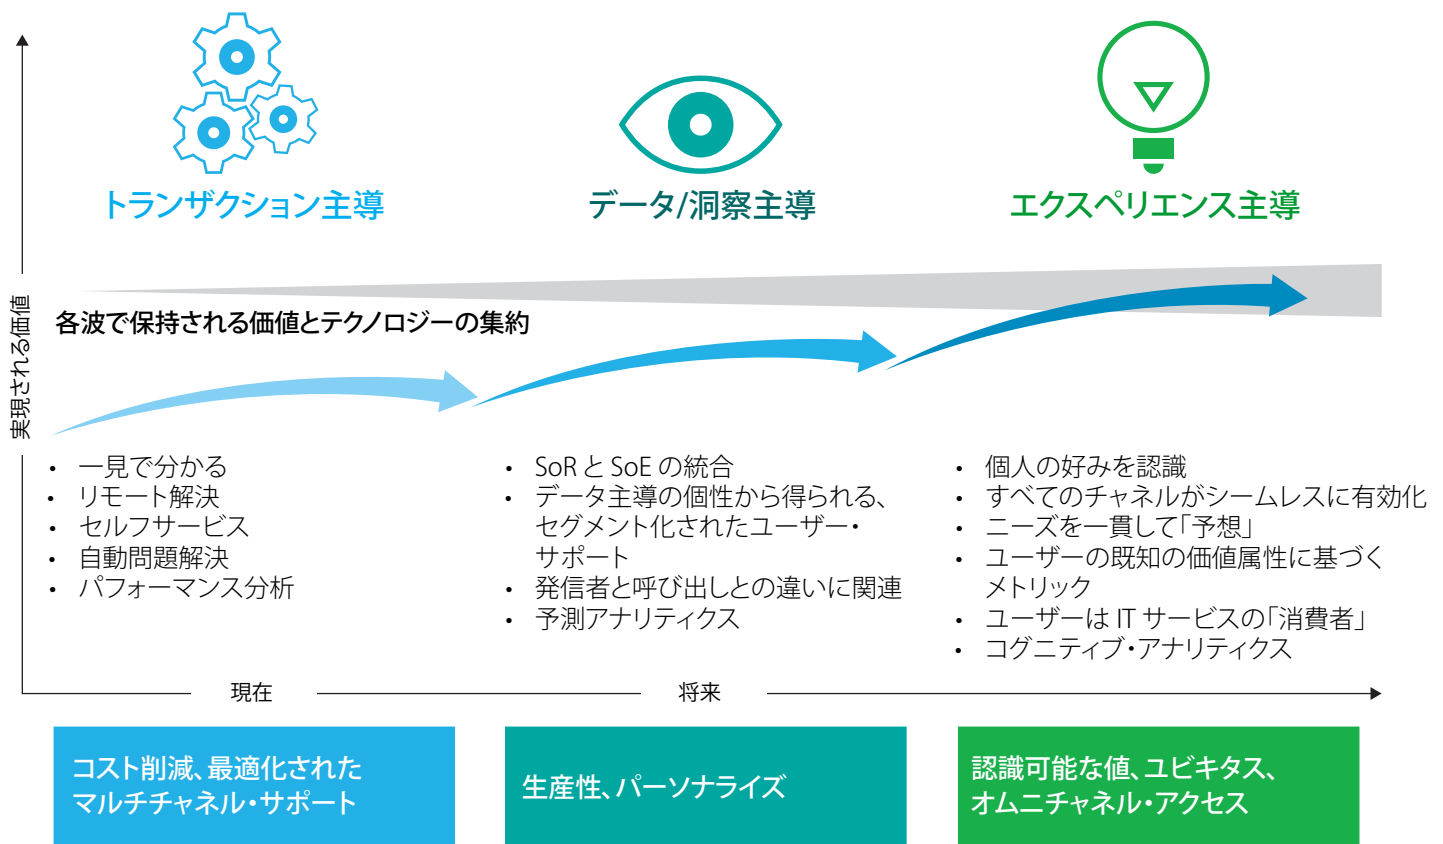 トランザクション主導
データ/洞察主導
エクスペリエンス主導
実現される価値
各波で保持される価値とテクノロジーの集約
• 一見で分かる
• リモート解決
• セルフサービス
• 自動問題解決
• パフォーマンス分析
• SoR と SoE の統合
• データ主導の個性から得られる、
セグメント化されたユーザー・
サポート
• 発信者と呼び出しとの違いに関連
• 予測アナリティクス
• 個人の好みを認識
• すべてのチャネルがシームレスに有効化
• ニーズを一貫して「予想」
• ユーザーの既知の価値属性に基づく
メトリック
• ユーザーは IT サービスの「消費者」
• コグニティブ・アナリティクス
現在
将来
コスト削減、最適化された
マルチチャネル・サポート
生産性、パーソナライズ
認識可能な値、ユビキタス、
オムニチャネル・アクセス